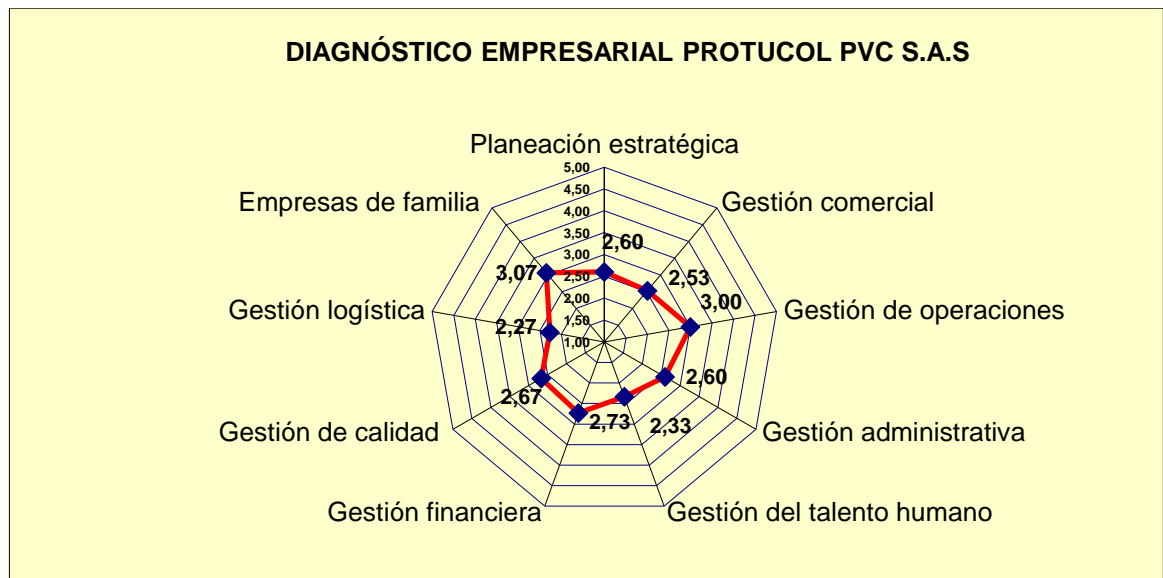 DIAGNÓSTICO EMPRESARIAL PROTUCOL PVC S.A.S
Planeación estratégica
5,00
4,50
4,00
3,50
3,00
2,50
2,00
1,50
1,00
Empresas de familia
Gestión comercial
2,60
3,07
2,53
3,00
Gestión logística
Gestión de operaciones
2,27
2,60
2,67
2,73
2,33
Gestión de calidad
Gestión administrativa
Gestión financiera
Gestión del talento humano